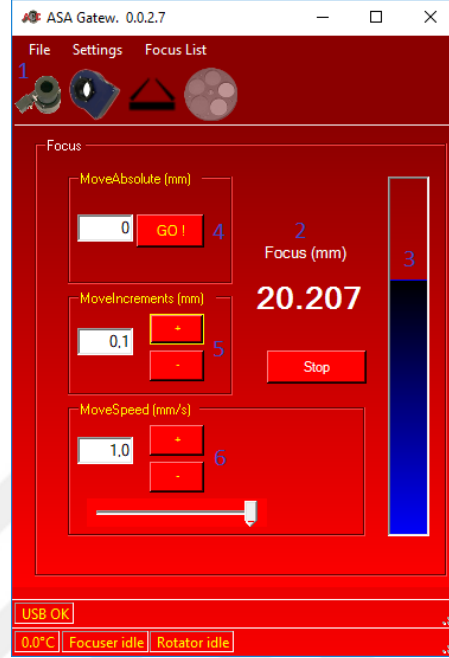 ASA Gatew. 0.0.2.7
File Settings Focus List
1
Focus
MoveAbsolute (mm)
0 GO ! 4
2
Focus (mm)
3
20.207
MoveIncrements (mm)
0,1 + 5
-
Stop
MoveSpeed (mm/s)
1,0 + 6
-
USB OK
0.0°C Focuser idle Rotator idle